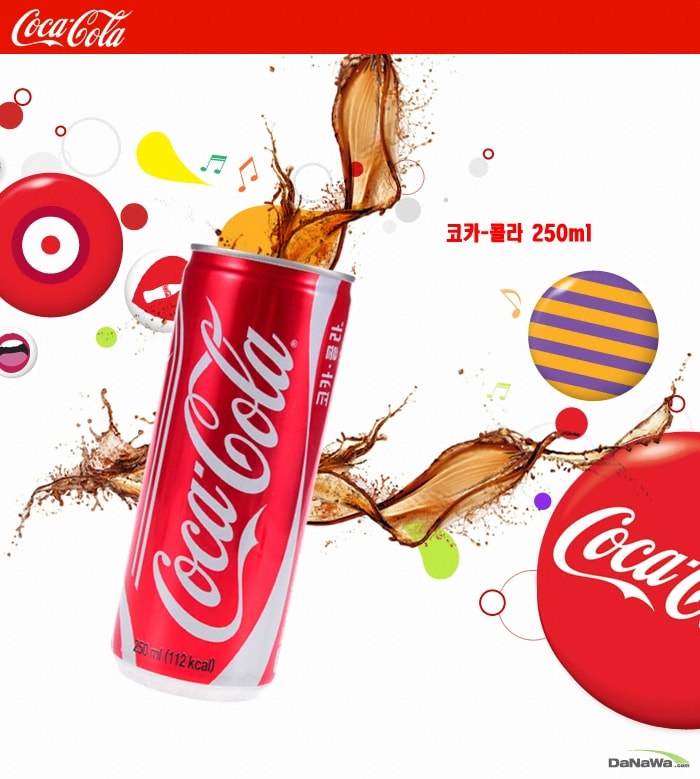 Coca-Cola
코카-콜라 250ml
Coca-Cola®
코카-콜라
250 ml (112 kcal)
Coca-Co
DaNaWa.com